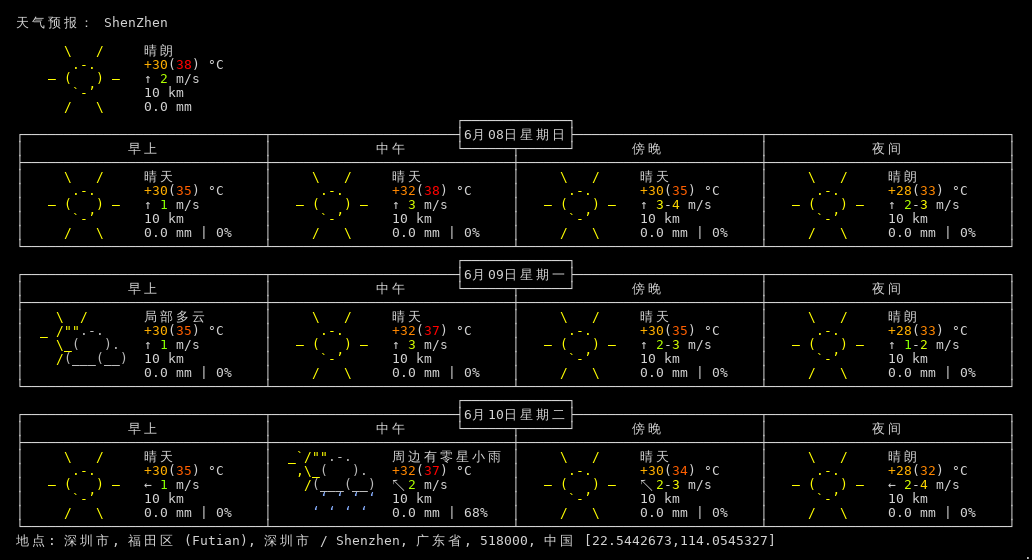 天气预报： ShenZhen
晴朗
+30(38) °C
↑ 2 m/s
10 km
0.0 mm
6月08日星期日
早上 中午 傍晚 夜间
晴天 晴天 晴天 晴朗
+30(35) °C +32(38) °C +30(35) °C +28(33) °C
↑ 1 m/s ↑ 3 m/s ↑ 3-4 m/s ↑ 2-3 m/s
10 km 10 km 10 km 10 km
0.0 mm | 0% 0.0 mm | 0% 0.0 mm | 0% 0.0 mm | 0%
6月09日星期一
早上 中午 傍晚 夜间
局部多云 晴天 晴天 晴朗
+30(35) °C +32(37) °C +30(35) °C +28(33) °C
↑ 1 m/s ↑ 3 m/s ↑ 2-3 m/s ↑ 1-2 m/s
10 km 10 km 10 km 10 km
0.0 mm | 0% 0.0 mm | 0% 0.0 mm | 0% 0.0 mm | 0%
6月10日星期二
早上 中午 傍晚 夜间
晴天 周边有零星小雨 晴天 晴朗
+30(35) °C +32(37) °C +30(34) °C +28(32) °C
← 1 m/s ↖ 2 m/s ↖ 2-3 m/s ← 2-4 m/s
10 km 10 km 10 km 10 km
0.0 mm | 0% 0.0 mm | 68% 0.0 mm | 0% 0.0 mm | 0%
地点: 深圳市, 福田区 (Futian), 深圳市 / Shenzhen, 广东省, 518000, 中国 [22.5442673,114.0545327]